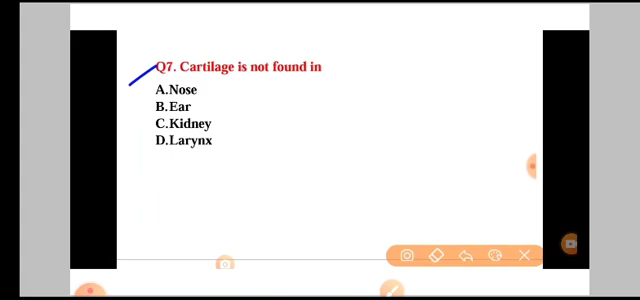 Q7. Cartilage is not found in
A.Nose
B.Ear
C.Kidney
D.Larynx